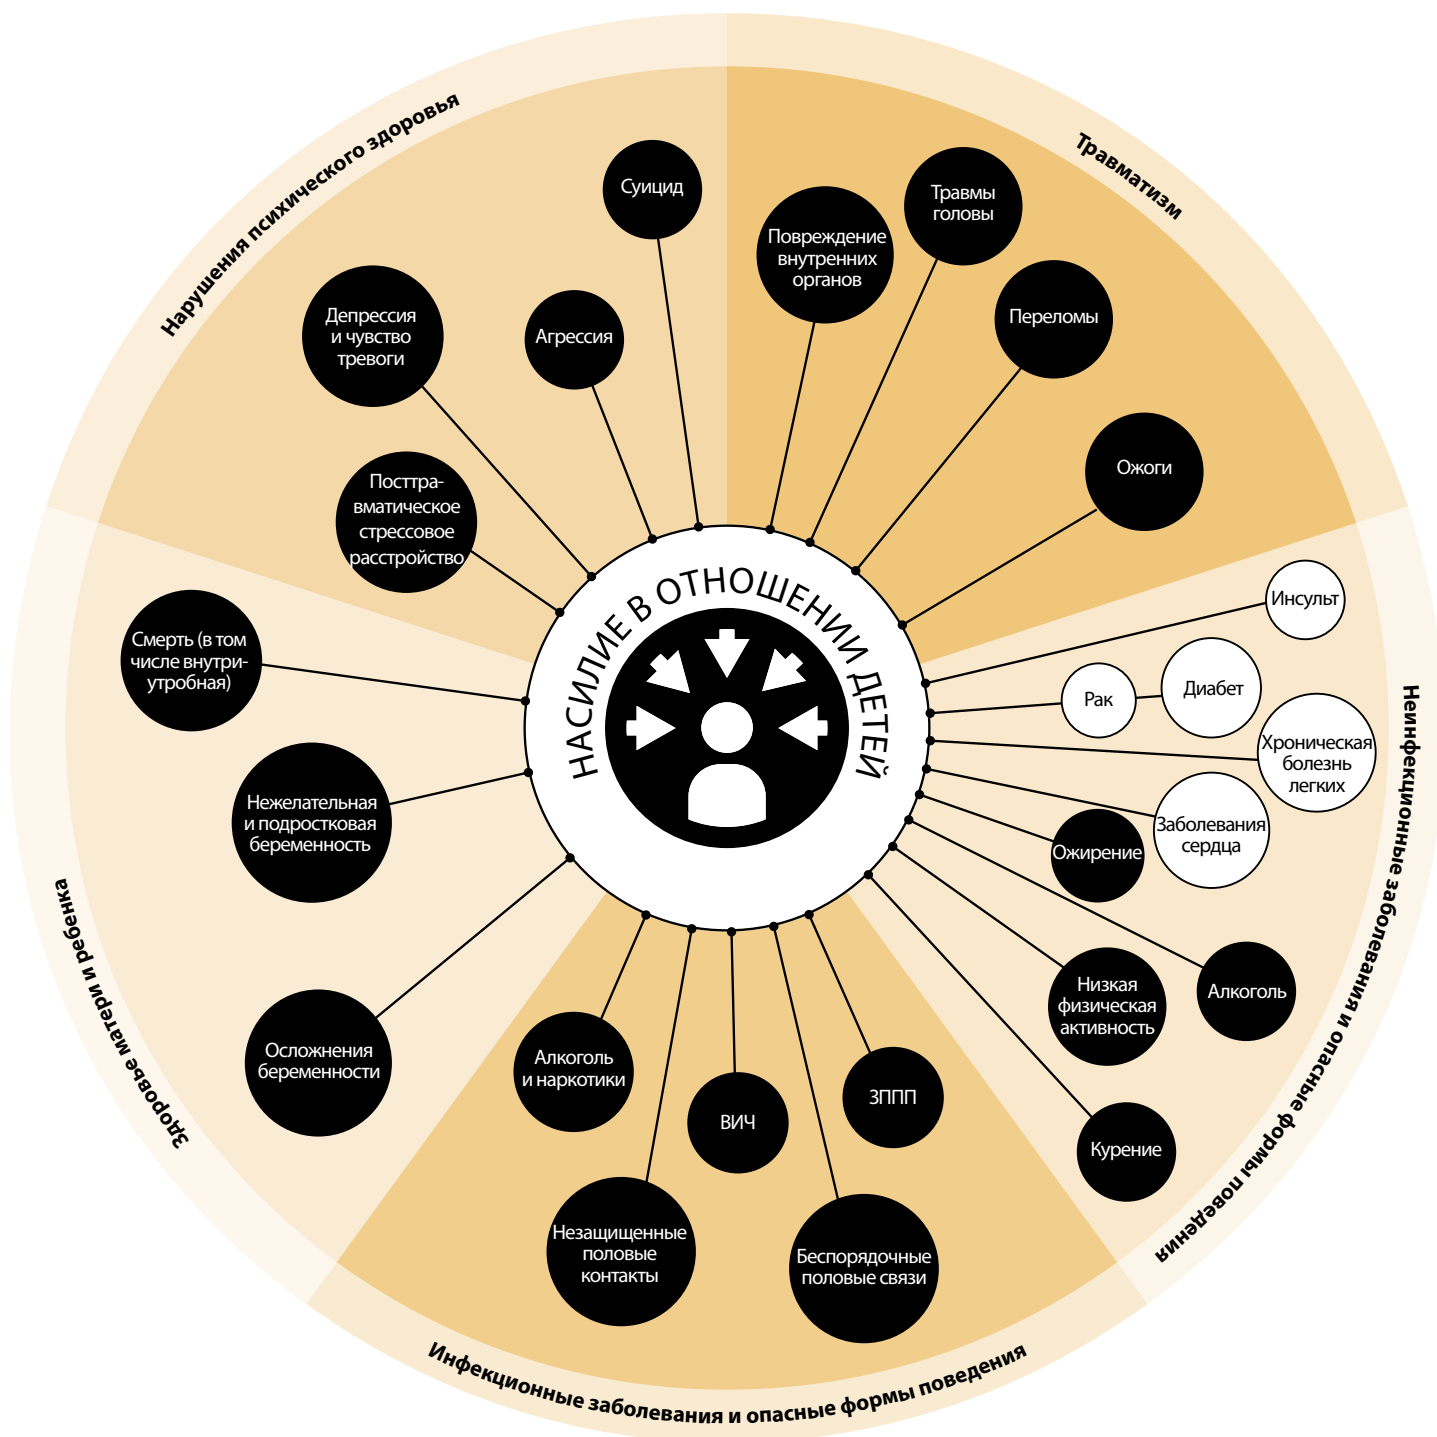 НАСИЛИЕ В ОТНОШЕНИИ ДЕТЕЙ
Нарушения психического здоровья
Суицид
Агрессия
Депрессия
и чувство
тревоги
Посттра-
вматическое
стрессовое
расстройство
Травматизм
Повреждение
внутренних
органов
Травмы
головы
Переломы
Ожоги
Неинфекционные заболевания и опасные формы поведения
Инсульт
Рак
Диабет
Хроническая
болезнь
легких
Заболевания
сердца
Ожирение
Алкоголь
Низкая
физическая
активность
Курение
Инфекционные заболевания и опасные формы поведения
ЗППП
Беспорядочные
половые связи
ВИЧ
Незащищенные
половые
контакты
Алкоголь
и наркотики
Здоровье матери и ребенка
Осложнения
беременности
Нежелательная
и подростковая
беременность
Смерть (в том
числе внутри-
утробная)